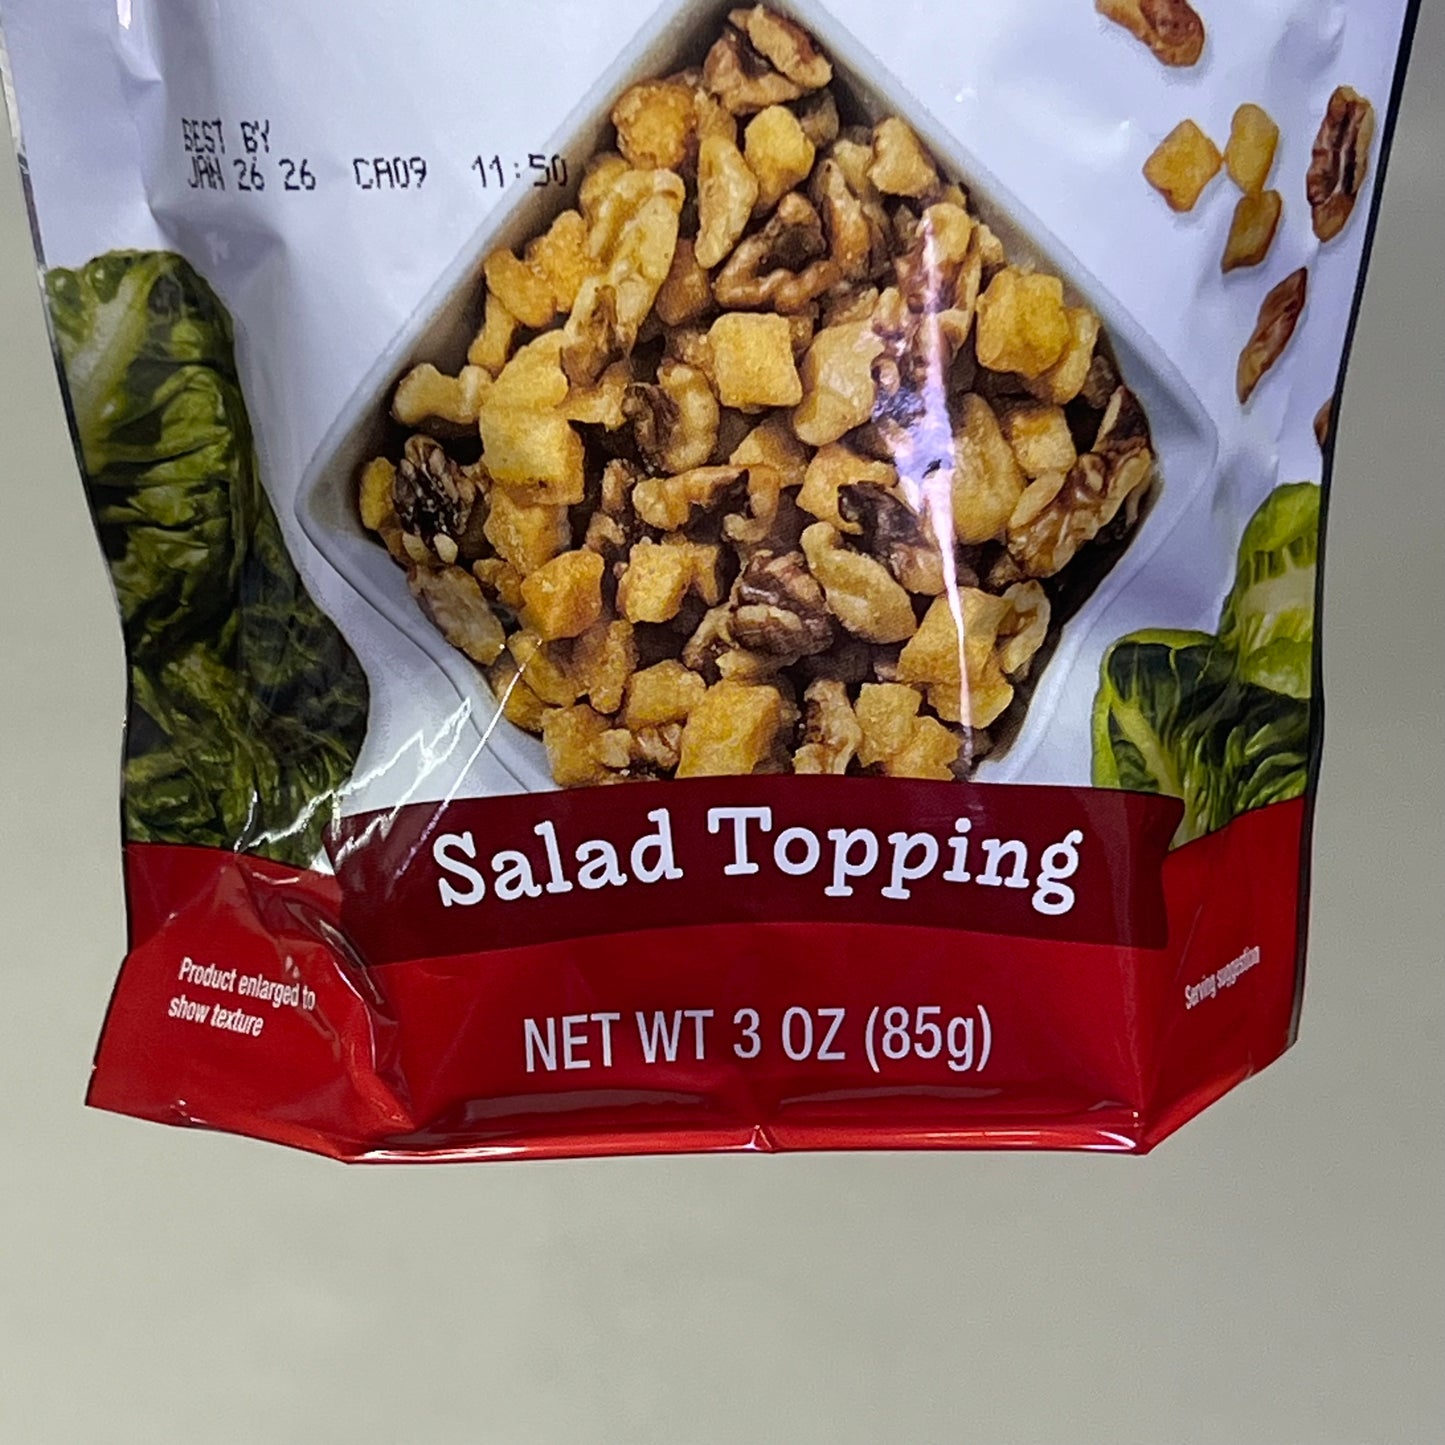 BEST BY
JAN 26 26 CA09 11:50
Salad Topping
Product enlarged to
show texture
NET WT 3 OZ (85g)
Serving suggestion